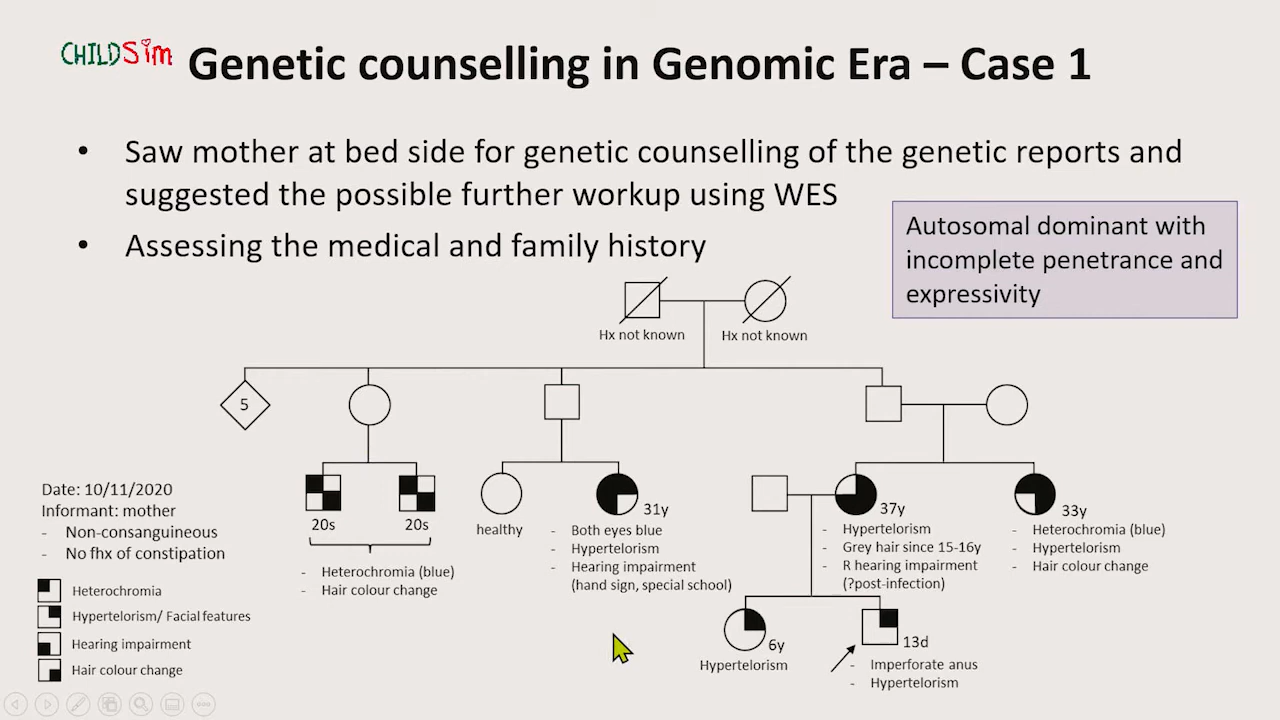 CHILDSim
Genetic counselling in Genomic Era – Case 1
• Saw mother at bed side for genetic counselling of the genetic reports and
suggested the possible further workup using WES
• Assessing the medical and family history
Autosomal dominant with
incomplete penetrance and
expressivity
Hx not known
Hx not known
5
Date: 10/11/2020
Informant: mother
- Non-consanguineous
- No fhx of constipation
Heterochromia
Hypertelorism/ Facial features
Hearing impairment
Hair colour change
20s
20s
- Heterochromia (blue)
- Hair colour change
healthy
31y
- Both eyes blue
- Hypertelorism
- Hearing impairment
(hand sign, special school)
37y
- Hypertelorism
- Grey hair since 15-16y
- R hearing impairment
(?post-infection)
33y
- Heterochromia (blue)
- Hypertelorism
- Hair colour change
6y
Hypertelorism
13d
- Imperforate anus
- Hypertelorism